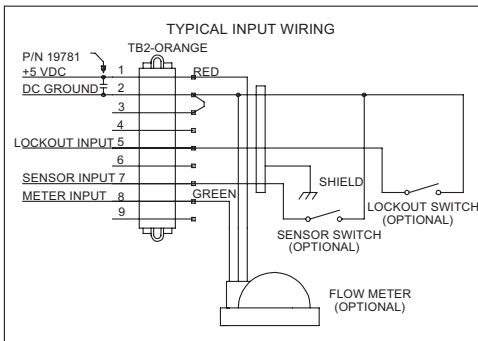 TYPICAL INPUT WIRING
TB2-ORANGE
P/N 19781
+5 VDC 1 RED
DC GROUND 2
3
4
LOCKOUT INPUT 5
6
SENSOR INPUT 7
METER INPUT 8 GREEN
9
SHIELD
LOCKOUT SWITCH
(OPTIONAL)
SENSOR SWITCH
(OPTIONAL)
FLOW METER
(OPTIONAL)